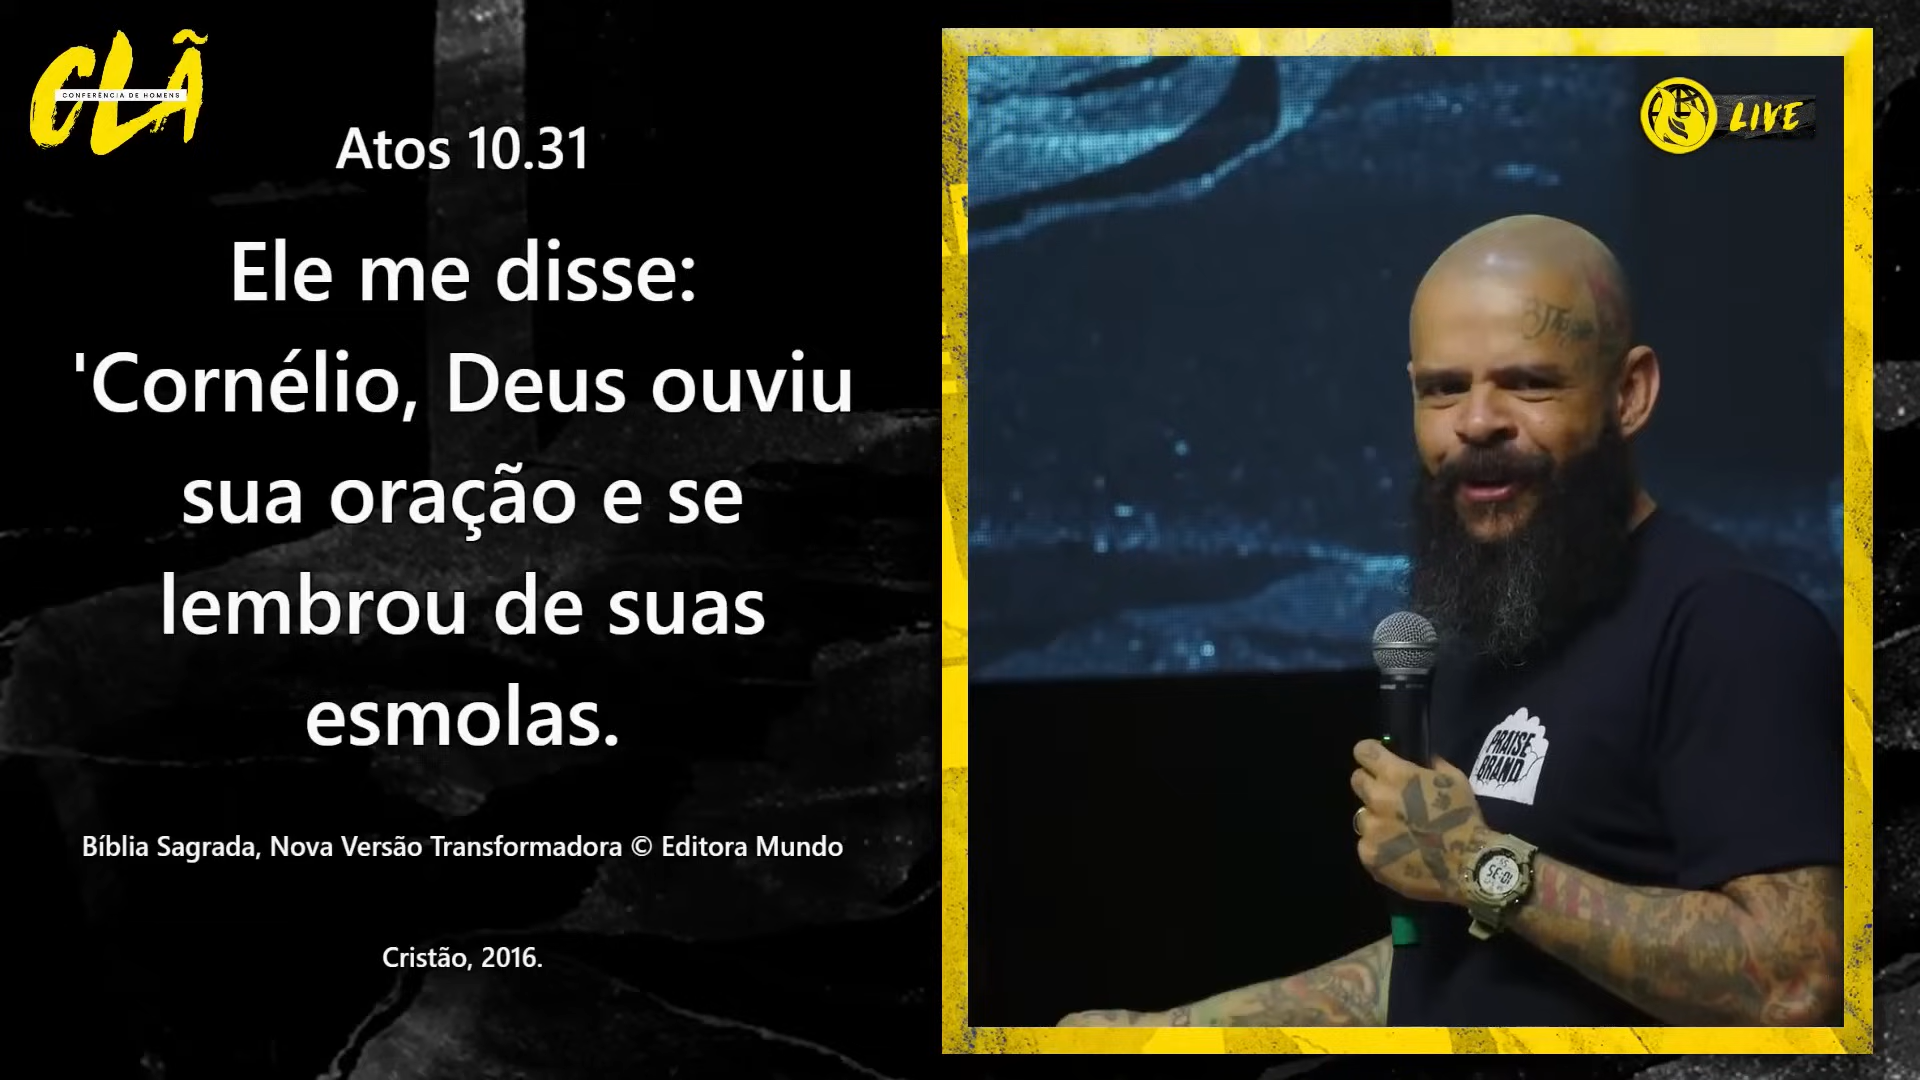 CLÃ
CONFERÊNCIA DE HOMENS
Atos 10.31
Ele me disse:
'Cornélio, Deus ouviu
sua oração e se
lembrou de suas
esmolas.
Bíblia Sagrada, Nova Versão Transformadora © Editora Mundo
Cristão, 2016.
LIVE
PRAISE
BRAND